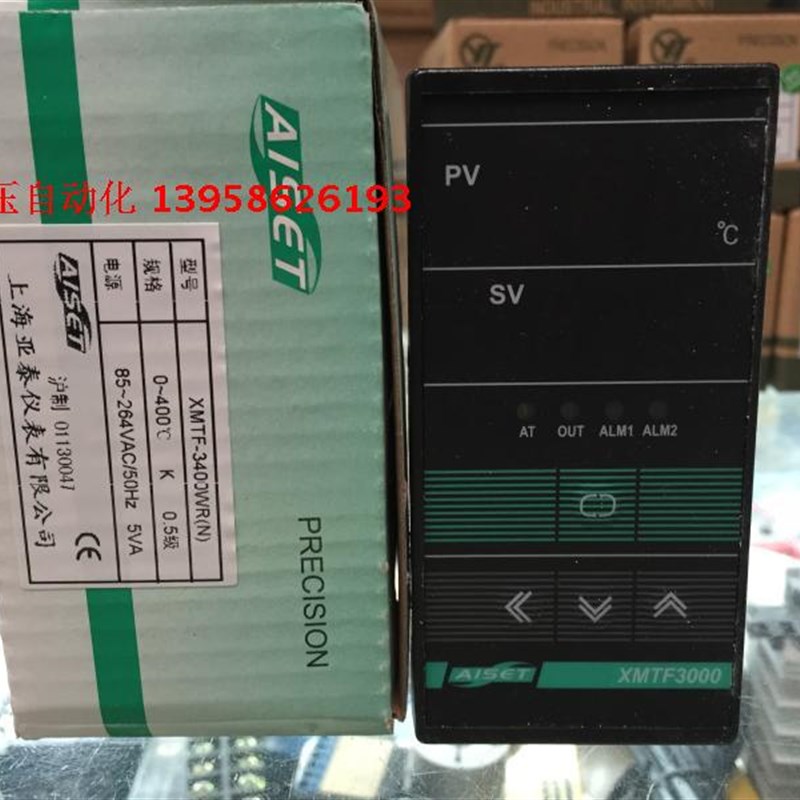 压自动化 13958626193
AISET
PRECISION
AISET
上海亚泰仪表有限公司
沪制 01130047
CE
型号 XMTF-3400WR(N)
规格 0~400℃ K 0.5级
电源 85~264VAC/50Hz 5VA
PV
℃
SV
AT OUT ALM1 ALM2
AISET XMTF3000